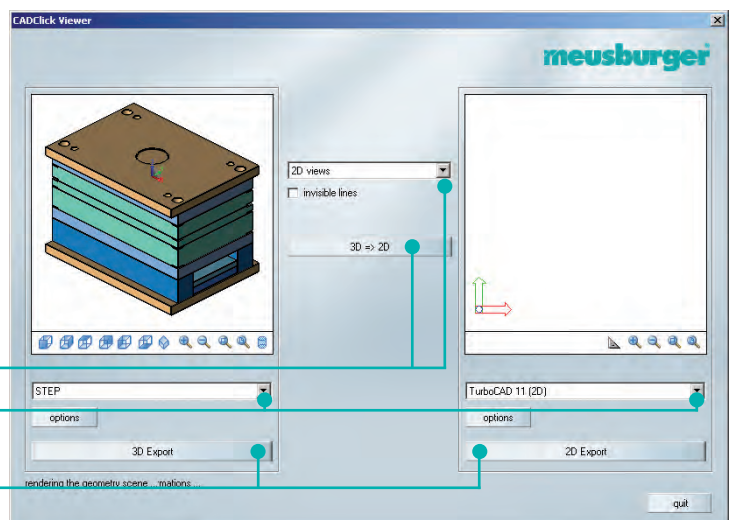 CADClick Viewer
meusburger
2D views
invisible lines
3D => 2D
STEP
TurboCAD 11 (2D)
options
options
3D Export
2D Export
rendering the geometry scene ...mations ...
quit